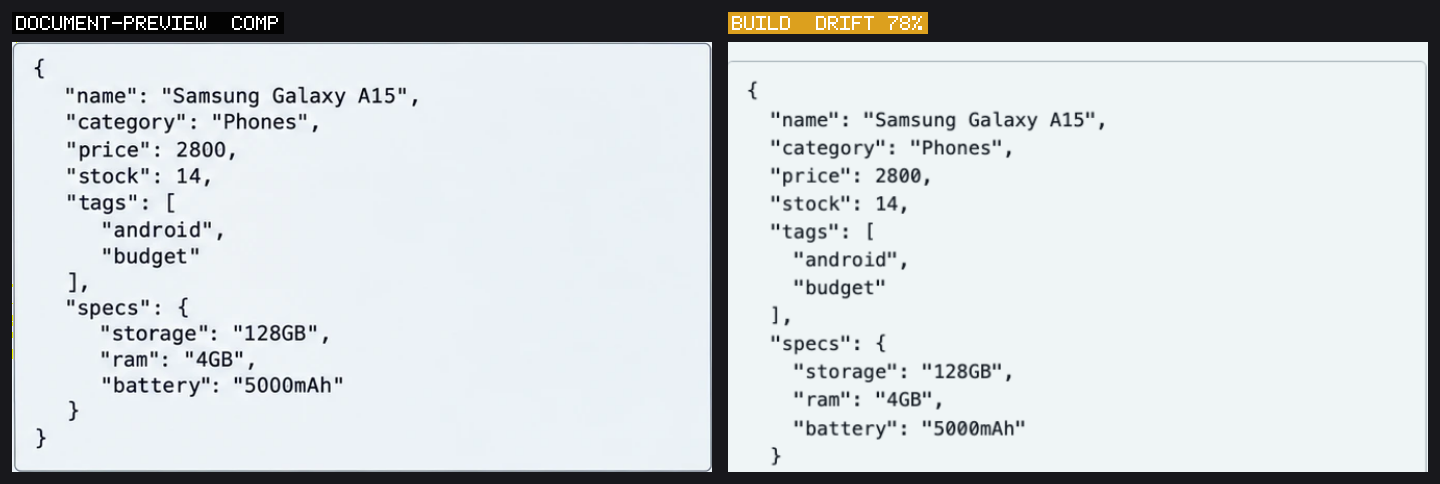 DOCUMENT-PREVIEW COMP
{
"name": "Samsung Galaxy A15",
"category": "Phones",
"price": 2800,
"stock": 14,
"tags": [
"android",
"budget"
],
"specs": {
"storage": "128GB",
"ram": "4GB",
"battery": "5000mAh"
}
}
BUILD DRIFT 78%
{
"name": "Samsung Galaxy A15",
"category": "Phones",
"price": 2800,
"stock": 14,
"tags": [
"android",
"budget"
],
"specs": {
"storage": "128GB",
"ram": "4GB",
"battery": "5000mAh"
}